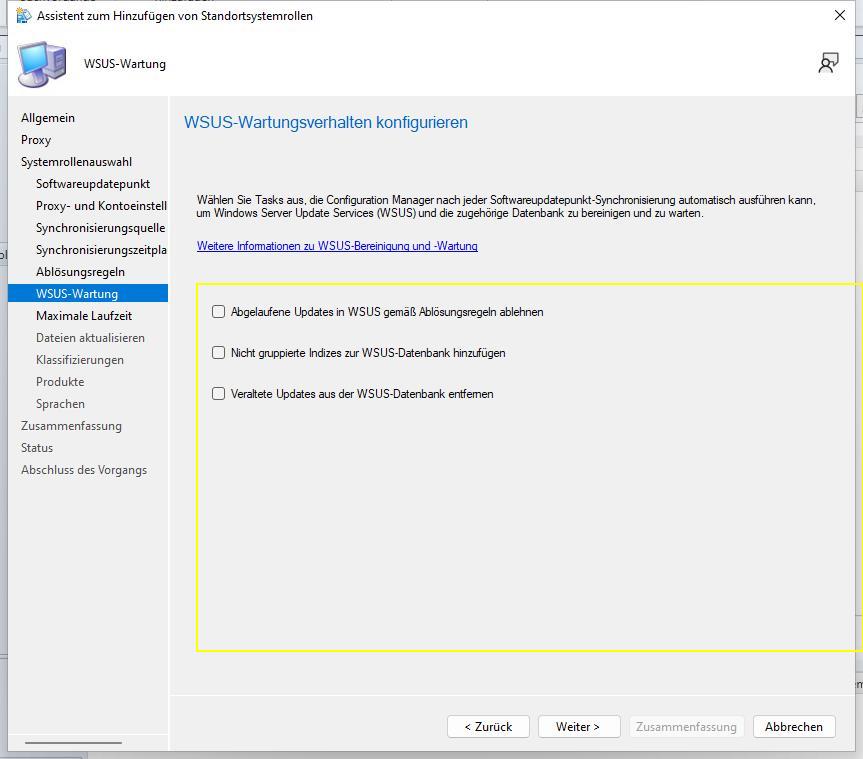 Assistent zum Hinzufügen von Standortsystemrollen
WSUS-Wartung
Allgemein
Proxy
Systemrollenauswahl
Softwareupdatepunkt
Proxy- und Kontoeinstell
Synchronisierungsquelle
Synchronisierungszeitpla
Ablösungsregeln
WSUS-Wartung
Maximale Laufzeit
Dateien aktualisieren
Klassifizierungen
Produkte
Sprachen
Zusammenfassung
Status
Abschluss des Vorgangs
WSUS-Wartungsverhalten konfigurieren
Wählen Sie Tasks aus, die Configuration Manager nach jeder Softwareupdatepunkt-Synchronisierung automatisch ausführen kann,
um Windows Server Update Services (WSUS) und die zugehörige Datenbank zu bereinigen und zu warten.
Weitere Informationen zu WSUS-Bereinigung und -Wartung
Abgelaufene Updates in WSUS gemäß Ablösungsregeln ablehnen
Nicht gruppierte Indizes zur WSUS-Datenbank hinzufügen
Veraltete Updates aus der WSUS-Datenbank entfernen
< Zurück
Weiter >
Zusammenfassung
Abbrechen